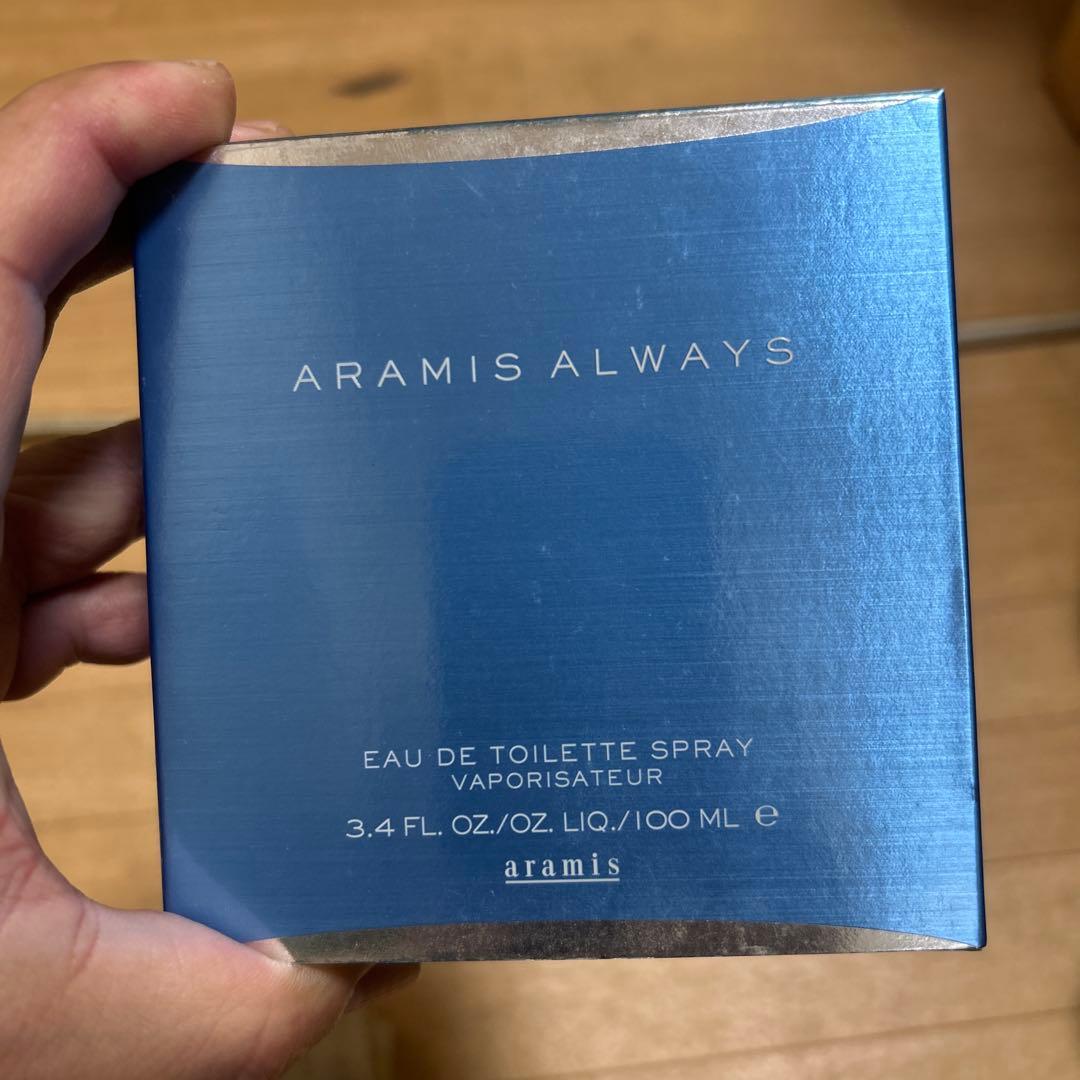 ARAMIS ALWAYS
EAU DE TOILETTE SPRAY
VAPORISATEUR
3.4 FL. OZ./OZ. LIQ./100 ML ℮
aramis